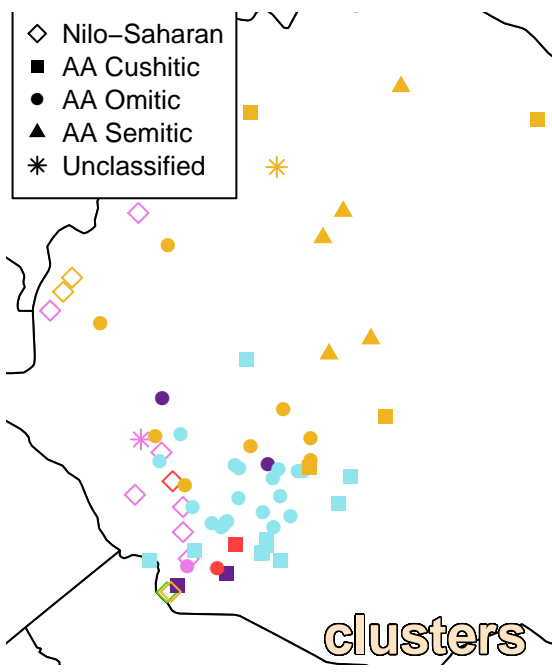 Nilo−Saharan
AA Cushitic
AA Omitic
AA Semitic
Unclassified
clusters